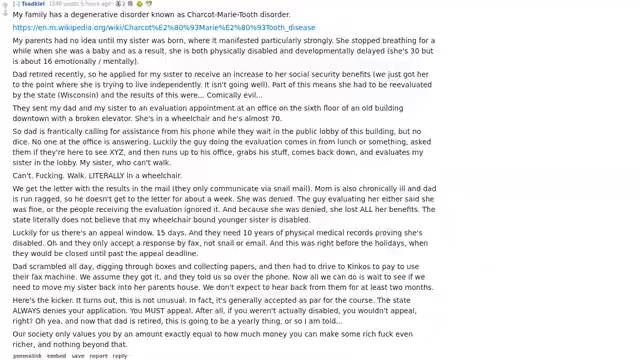 [-] Tsadkiel 1540 points 5 hours ago
My family has a degenerative disorder known as Charcot-Marie-Tooth disorder.
https://en.m.wikipedia.org/wiki/Charcot%E2%80%93Marie%E2%80%93Tooth_disease
My parents had no idea until my sister was born, where it manifested particularly strongly. She stopped breathing for a
while when she was a baby and as a result, she is both physically disabled and developmentally delayed (she's 30 but
is about 16 emotionally / mentally).
Dad retired recently, so he applied for my sister to receive an increase to her social security benefits (we just got her
to the point where she is trying to live independently. It isn't going well). Part of this means she had to be reevaluated
by the state (Wisconsin) and the results of this were... Comically evil...
They sent my dad and my sister to an evaluation appointment at an office on the sixth floor of an old building
downtown with a broken elevator. She's in a wheelchair and he's almost 70.
So dad is frantically calling for assistance from his phone while they wait in the public lobby of this building, but no
dice. No one at the office is answering. Luckily the guy doing the evaluation comes in from lunch or something, asked
them if they're here to see XYZ, and then runs up to his office, grabs his stuff, comes back down, and evaluates my
sister in the lobby. My sister, who can't walk.
Can't. Fucking. Walk. LITERALLY in a wheelchair.
We get the letter with the results in the mail (they only communicate via snail mail). Mom is also chronically ill and dad
is run ragged, so he doesn't get to the letter for about a week. She was denied. The guy evaluating her either said she
was fine, or the people receiving the evaluation ignored it. And because she was denied, she lost ALL her benefits. The
state literally does not believe that my wheelchair bound younger sister is disabled.
Luckily for us there's an appeal window. 15 days. And they need 10 years of physical medical records proving she's
disabled. Oh and they only accept a response by fax, not snail or email. And this was right before the holidays, when
they would be closed until past the appeal deadline.
Dad scrambled all day, digging through boxes and collecting papers, and then had to drive to Kinkos to pay to use
their fax machine. We assume they got it. and they told us so over the phone. Now all we can do is wait to see if we
need to move my sister back into her parents house. We don't expect to hear back from them for at least two months.
Here's the kicker. It turns out, this is not unusual. In fact, it's generally accepted as par for the course. The state
ALWAYS denies your application. You MUST appeal. After all, if you weren't actually disabled, you wouldn't appeal,
right? Oh yea. and now that dad is retired, this is going to be a yearly thing, or so I am told...
Our society only values you by an amount exactly equal to how much money you can make some rich fuck even
richer, and nothing beyond that.
permalink embed save report reply